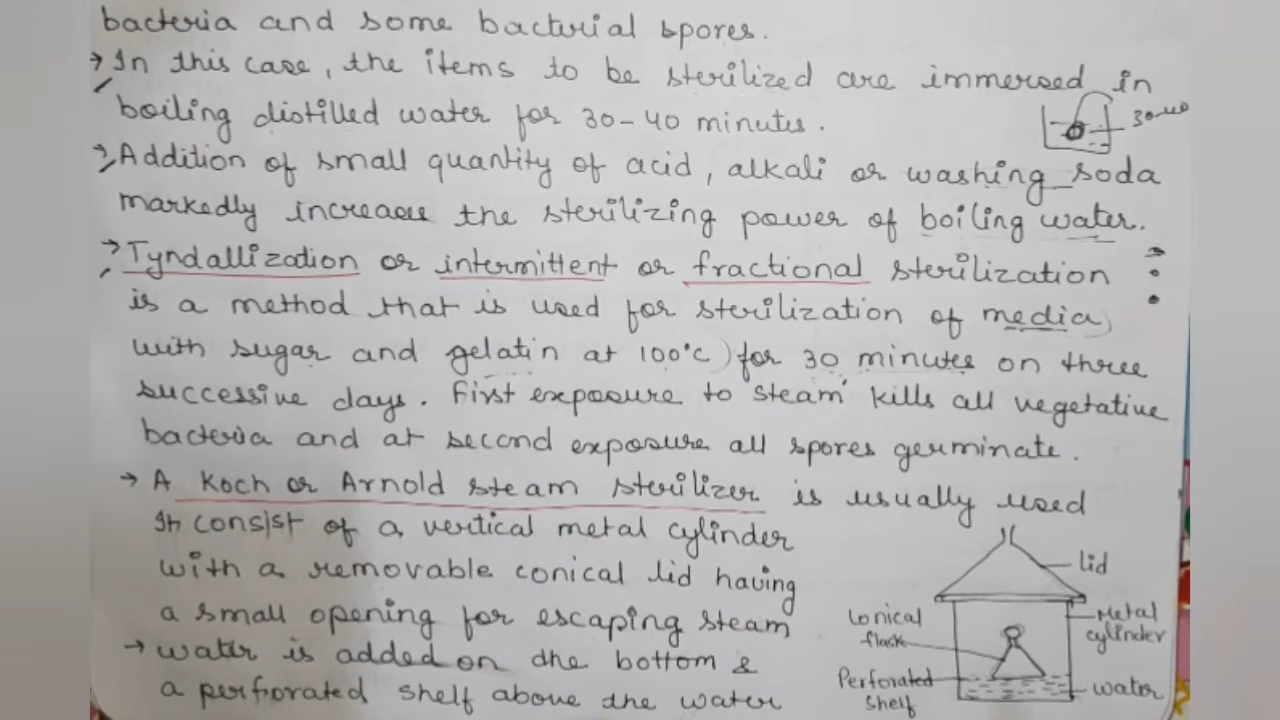 bacteria and some bacterial spores.
→ In this case, the items to be sterilized are immersed in
boiling distilled water for 30-40 minutes.
→ Addition of small quantity of acid, alkali or washing soda
markedly increase the sterilizing power of boiling water.
→ Tyndallization or intermittent or fractional sterilization
is a method that is used for sterilization of media
with sugar and gelatin at 100°c for 30 minutes on three
successive days. First exposure to steam kills all vegetative
bacteria and at second exposure all spores germinate.
→ A Koch or Arnold steam sterilizer is usually used
It consist of a vertical metal cylinder
with a removable conical lid having
a small opening for escaping steam
→ water is added on the bottom &
a perforated shelf above the water
lid
Metal
cylinder
Conical
flask
Perforated
Shelf
water